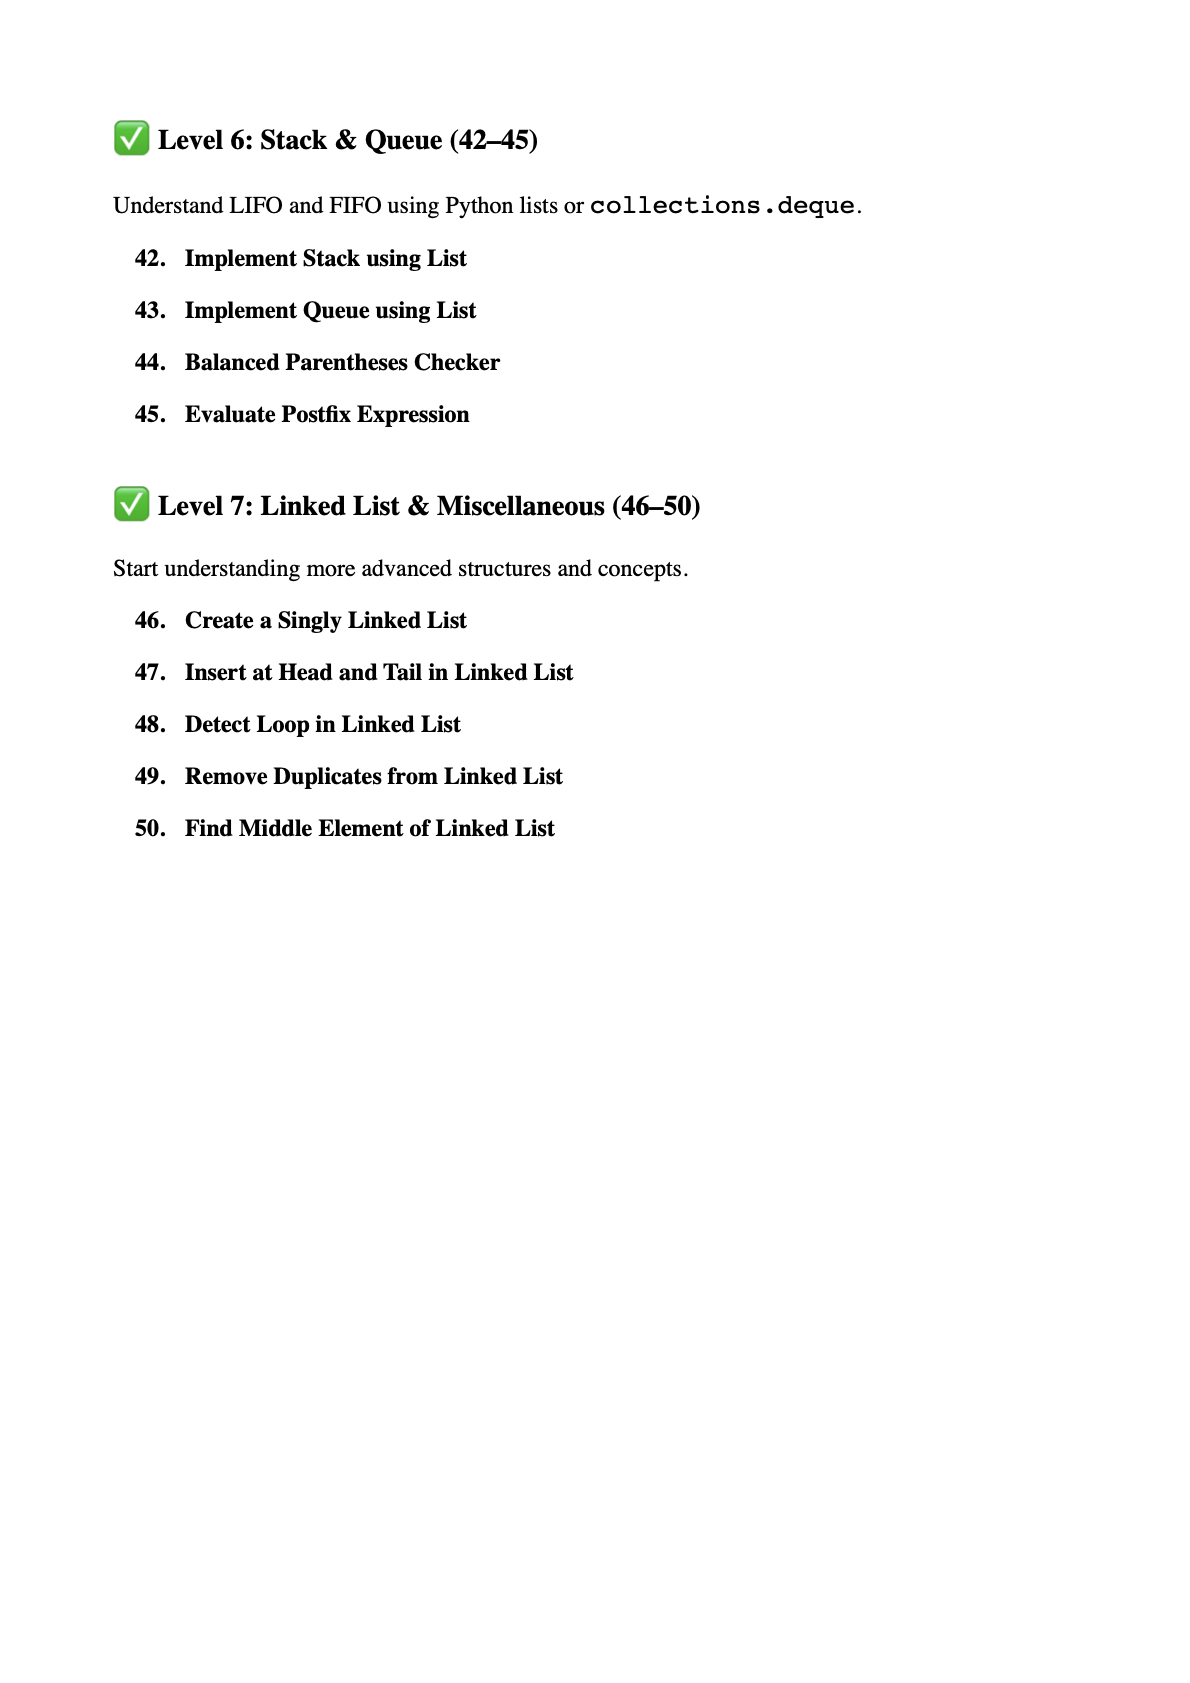 ✅ Level 6: Stack & Queue (42–45)
Understand LIFO and FIFO using Python lists or collections.deque.
42. Implement Stack using List
43. Implement Queue using List
44. Balanced Parentheses Checker
45. Evaluate Postfix Expression
✅ Level 7: Linked List & Miscellaneous (46–50)
Start understanding more advanced structures and concepts.
46. Create a Singly Linked List
47. Insert at Head and Tail in Linked List
48. Detect Loop in Linked List
49. Remove Duplicates from Linked List
50. Find Middle Element of Linked List